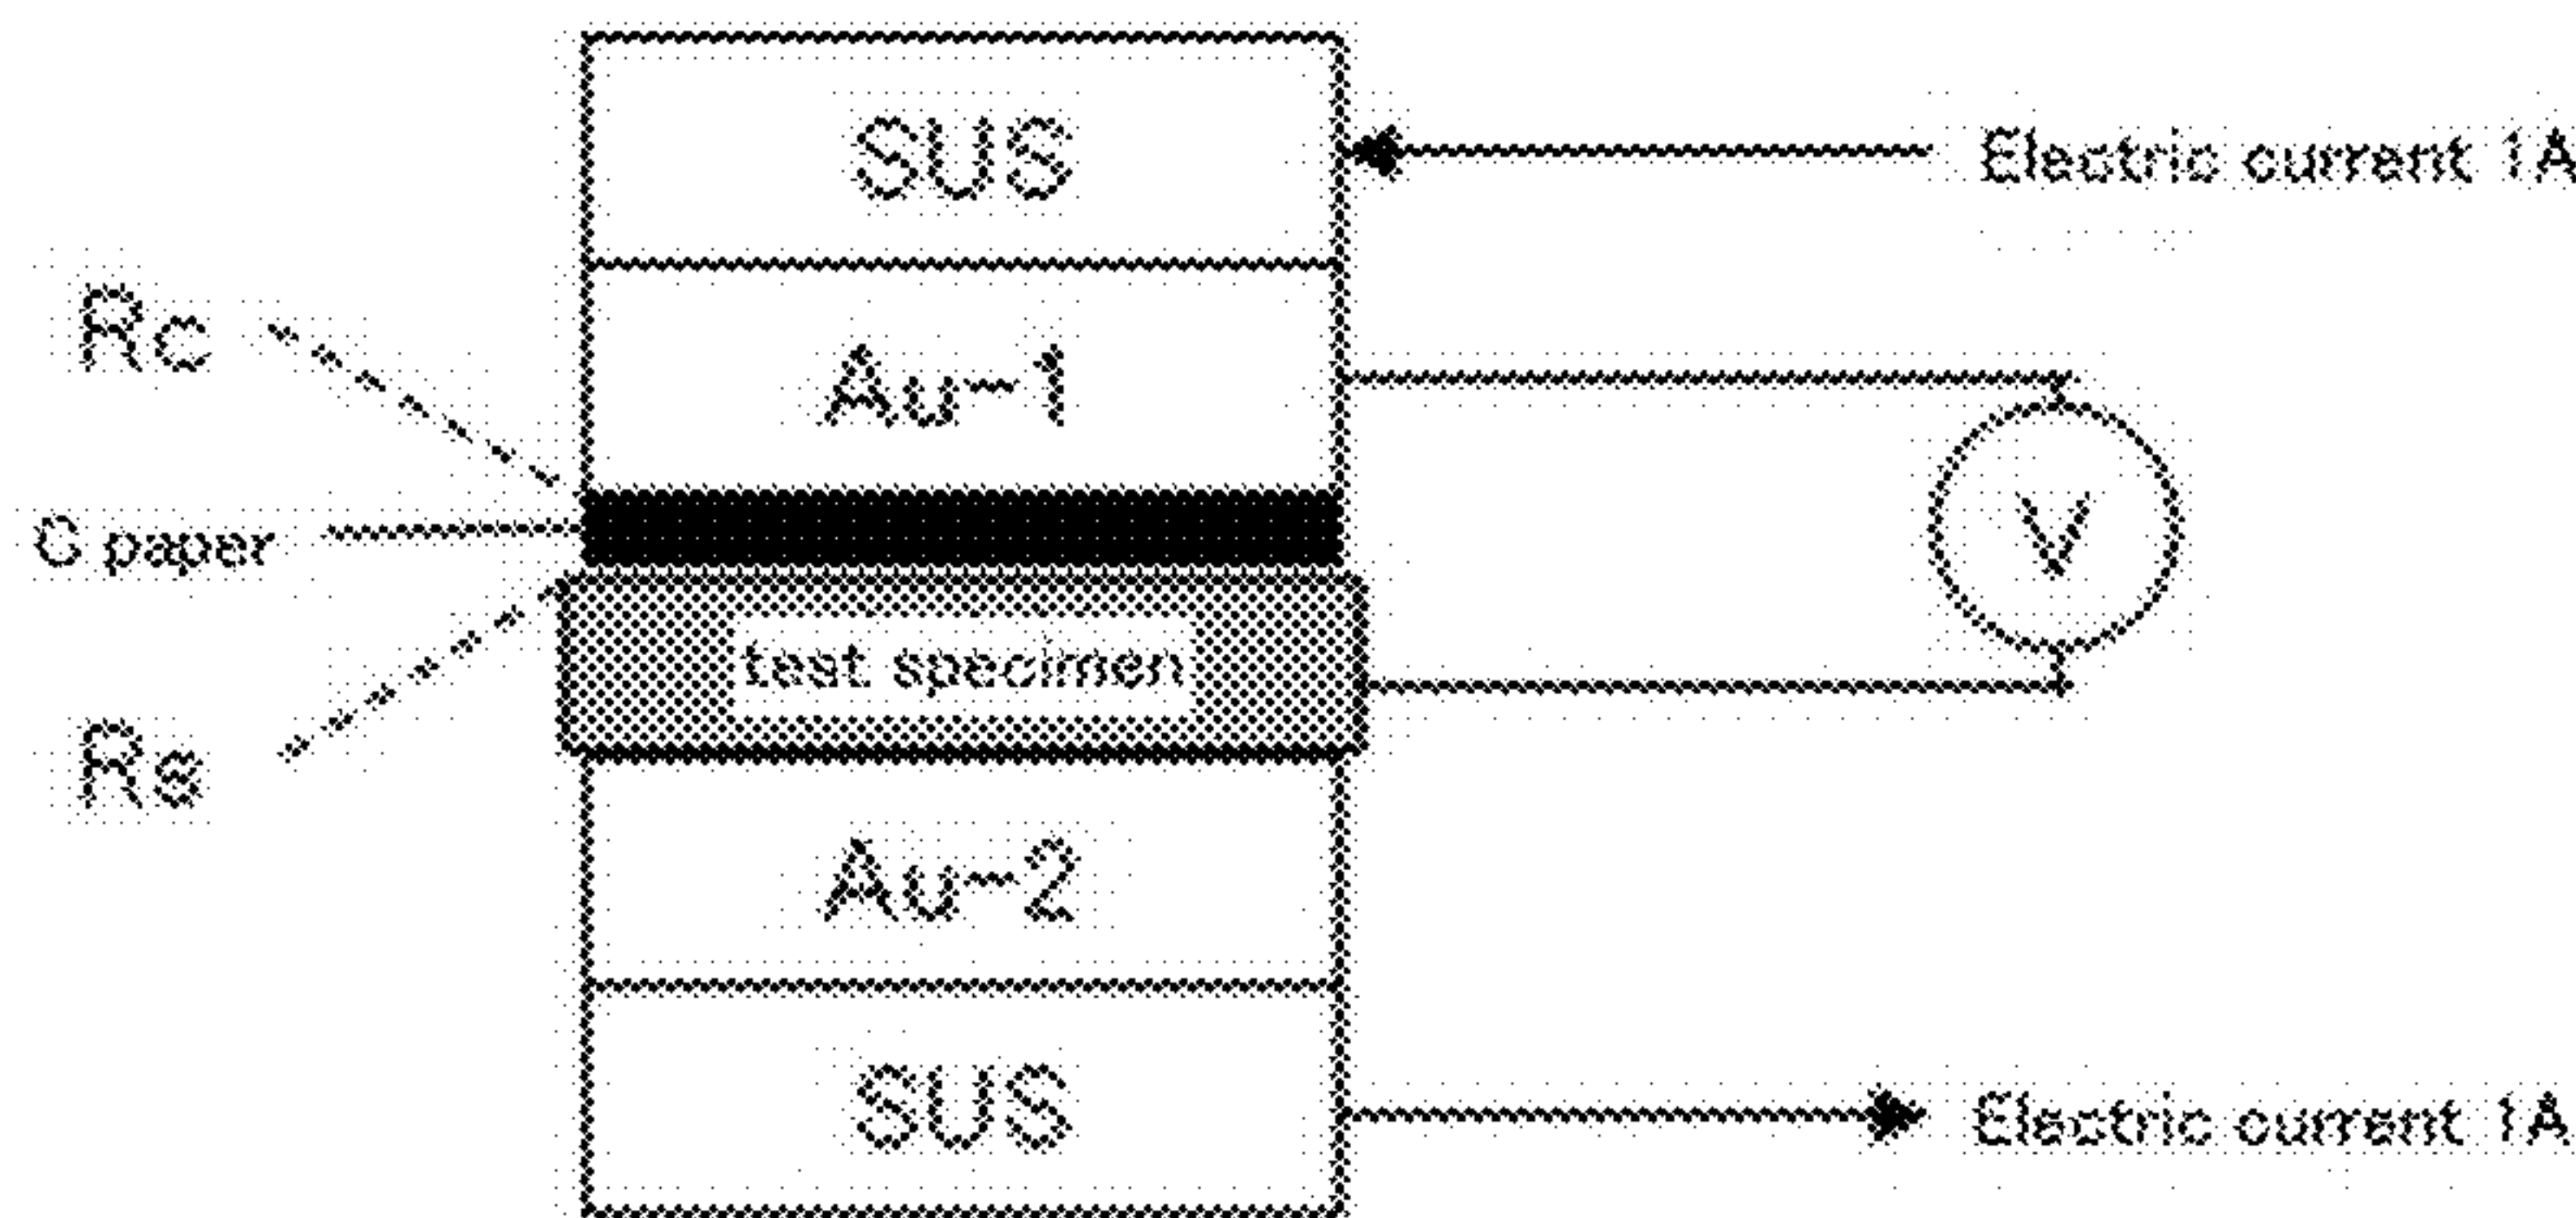 SUS
Electric current 1A
Rc
Au-1
C paper
V
test specimen
Rs
Au-2
SUS
Electric current 1A